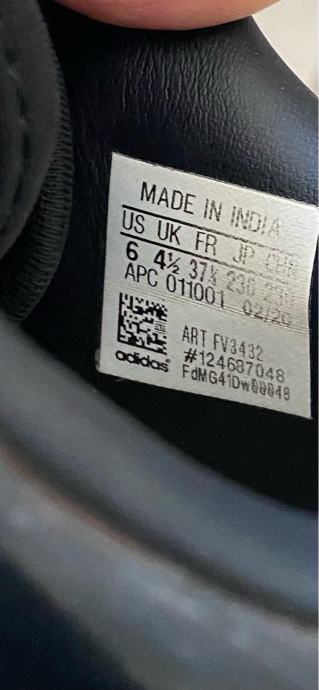 MADE IN INDIA
US UK FR JP CHN
6 4½ 37⅓ 230 230
APC 011001 02/20
ART FV3432
#124687048
adidas FdMG41Dw00048